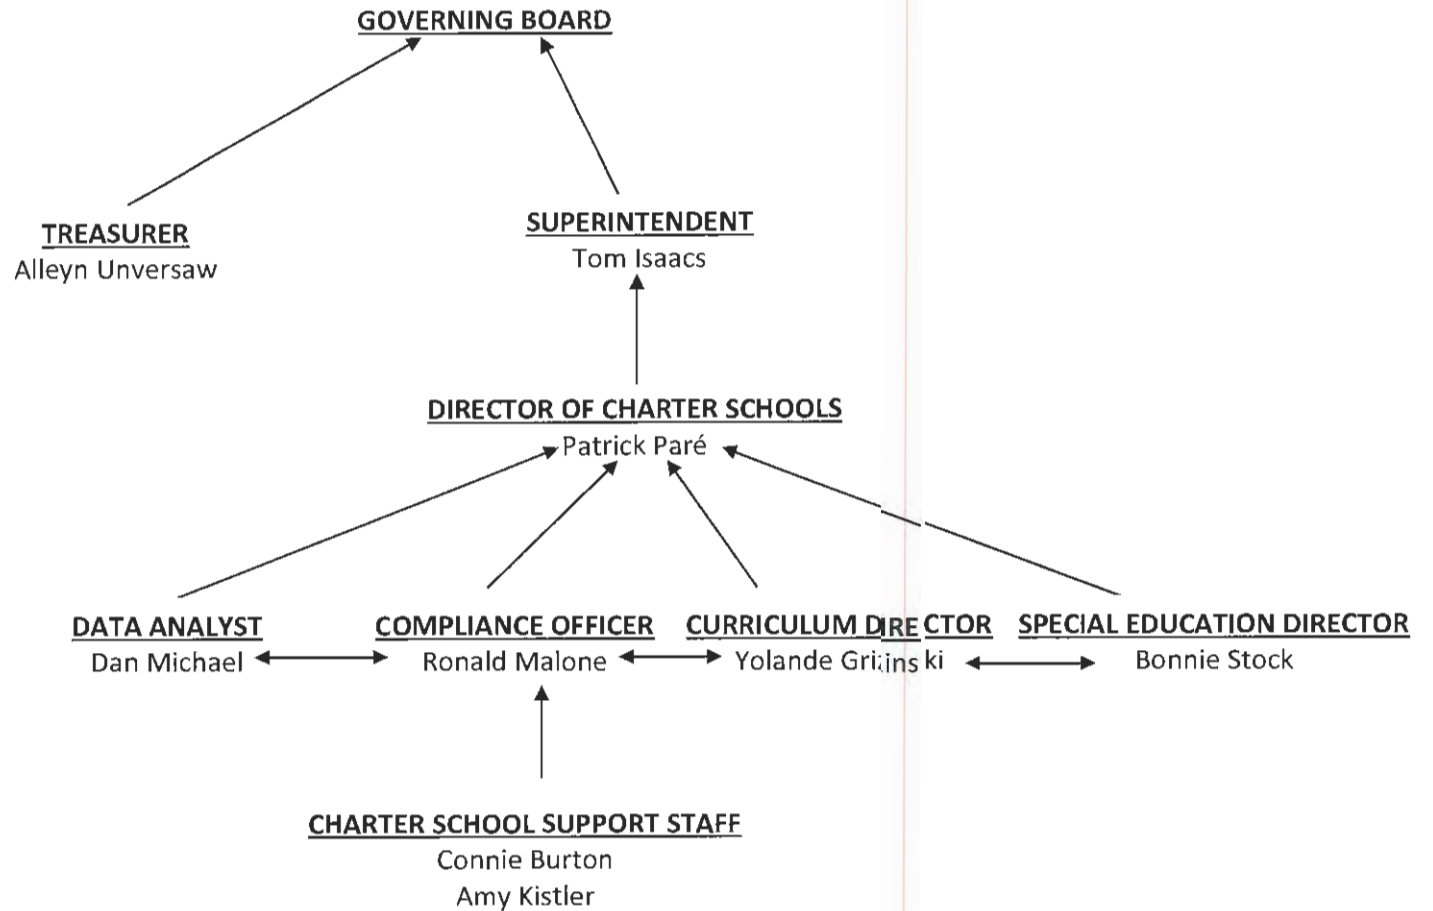 GOVERNING BOARD
TREASURER
Alleyn Unversaw
SUPERINTENDENT
Tom Isaacs
DIRECTOR OF CHARTER SCHOOLS
Patrick Paré
DATA ANALYST
Dan Michael
COMPLIANCE OFFICER
Ronald Malone
CURRICULUM DIRECTOR
Yolande
SPECIAL EDUCATION DIRECTOR
Bonnie Stock
CHARTER SCHOOL SUPPORT STAFF
Connie Burton
Amy Kistler